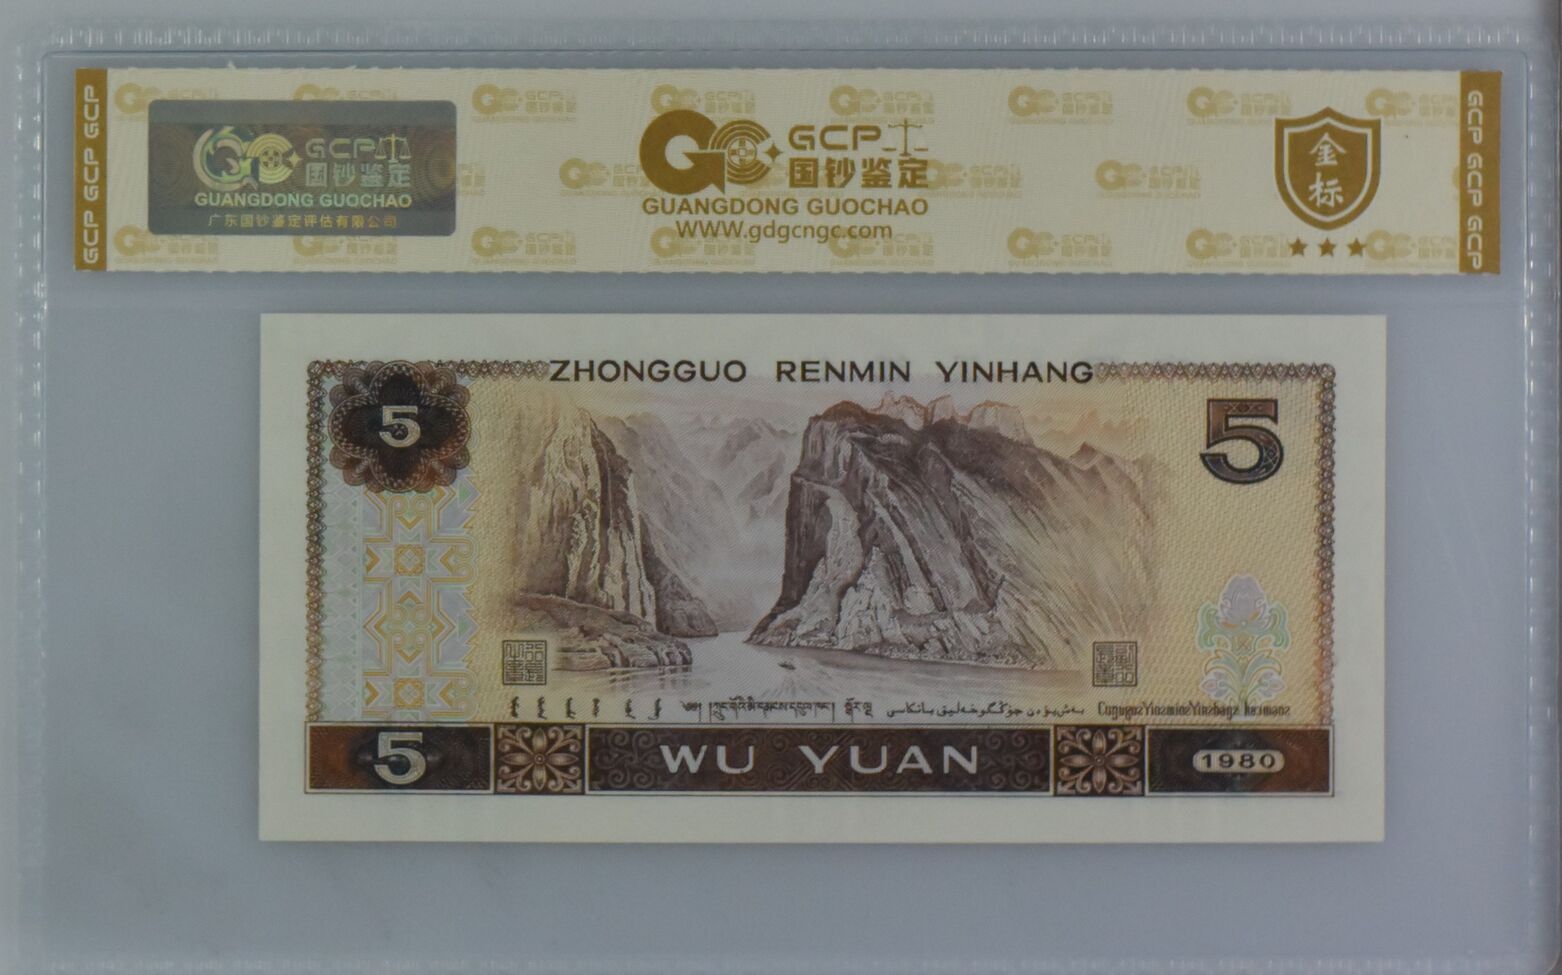 GCP GCP GCP
GCP 国钞鉴定
GUANGDONG GUOCHAO
广东国钞鉴定评估有限公司
GCP
国钞鉴定
GUANGDONG GUOCHAO
WWW.gdgcngc.com
金标
GCP GCP GCP
ZHONGGUO RENMIN YINHANG
5
5
5 WU YUAN 1980